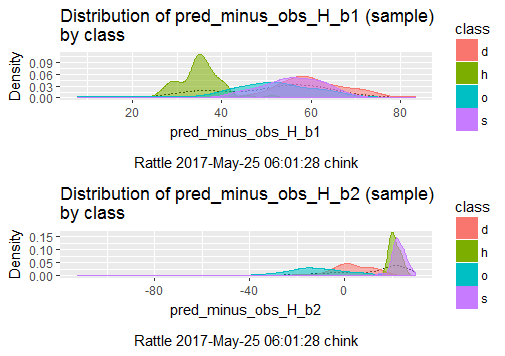 Distribution of pred_minus_obs_H_b1 (sample)
by class
Density
0.09
0.06
0.03
0.00
20
40
60
80
pred_minus_obs_H_b1
Rattle 2017-May-25 06:01:28 chink
class
d
h
o
s
Distribution of pred_minus_obs_H_b2 (sample)
by class
Density
0.15
0.10
0.05
0.00
-80
-40
0
pred_minus_obs_H_b2
Rattle 2017-May-25 06:01:28 chink
class
d
h
o
s